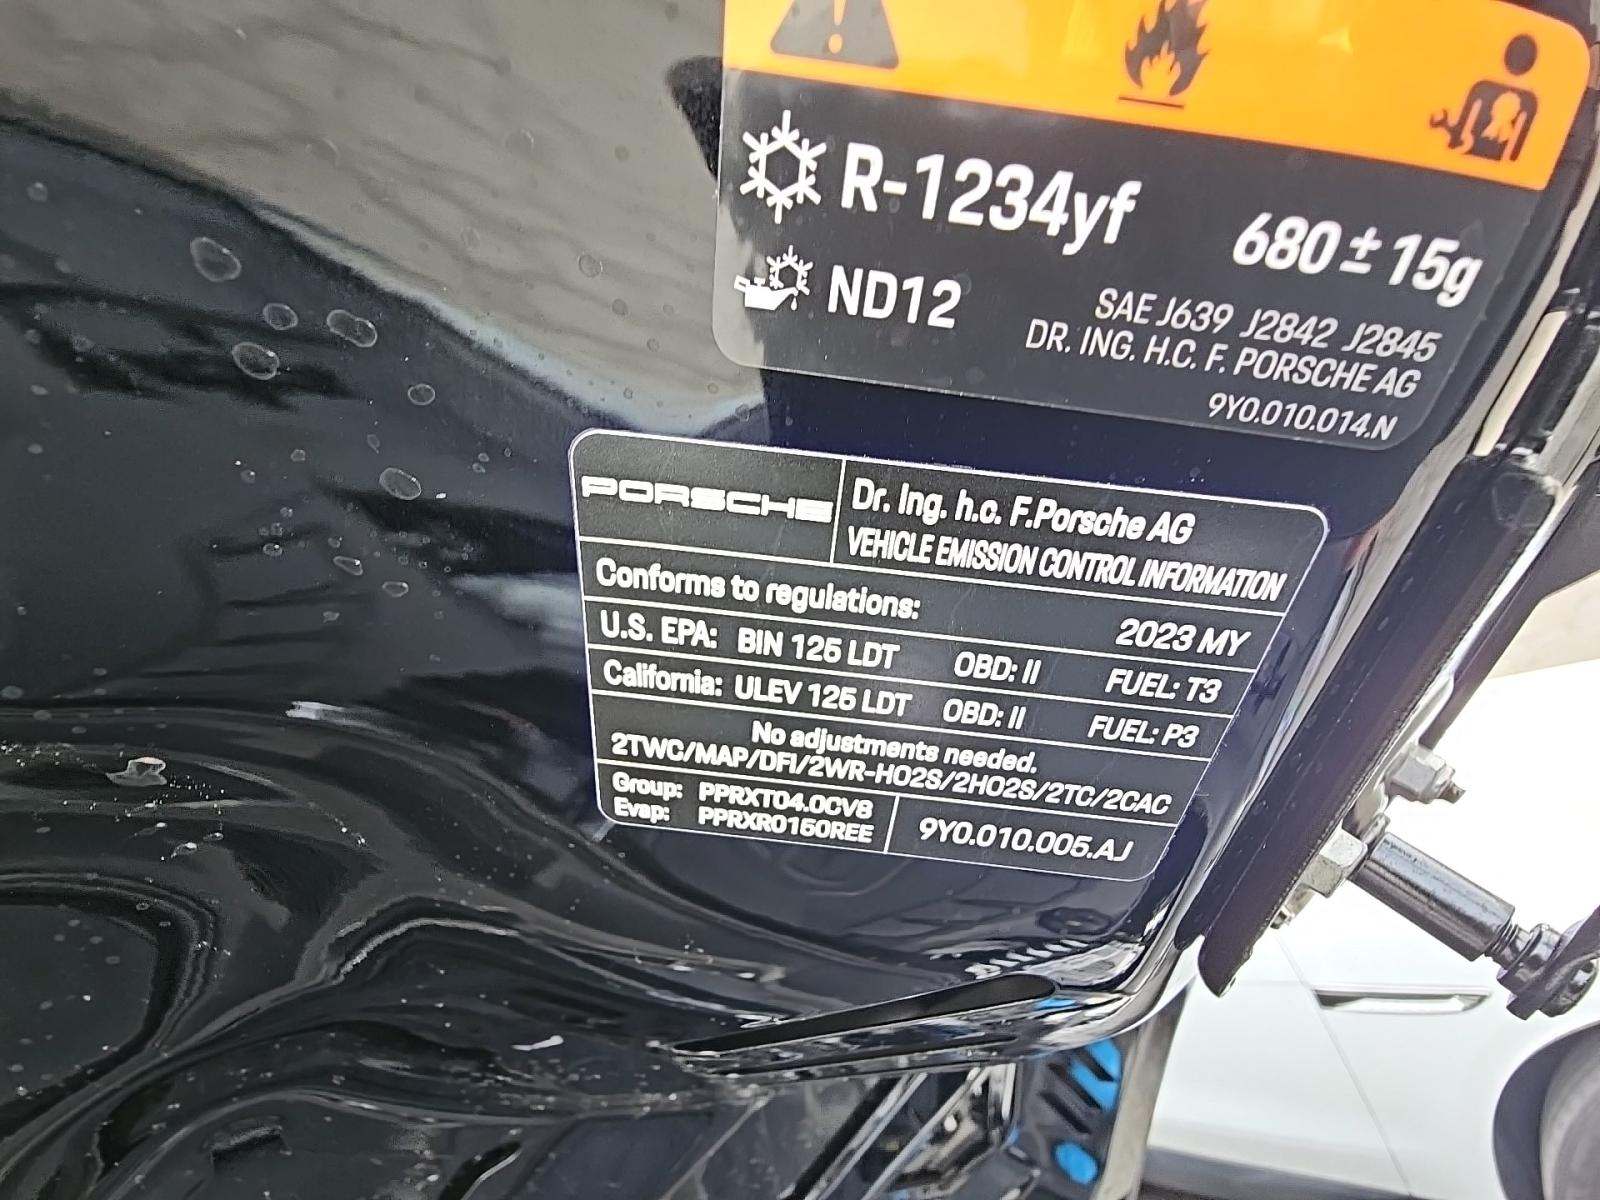 R-1234yf 680 ± 15g
ND12
SAE J639 J2842 J2845
DR. ING. H.C. F. PORSCHE AG
9Y0.010.014.N
PORSCHE
Dr. Ing. h.c. F.Porsche AG
VEHICLE EMISSION CONTROL INFORMATION
Conforms to regulations: 2023 MY
U.S. EPA: BIN 125 LDT OBD: II FUEL: T3
California: ULEV 125 LDT OBD: II FUEL: P3
No adjustments needed.
2TWC/MAP/DFI/2WR-HO2S/2HO2S/2TC/2CAC
Group: PPRXT04.0CV8
Evap: PPRXR0150REE
9Y0.010.005.AJ